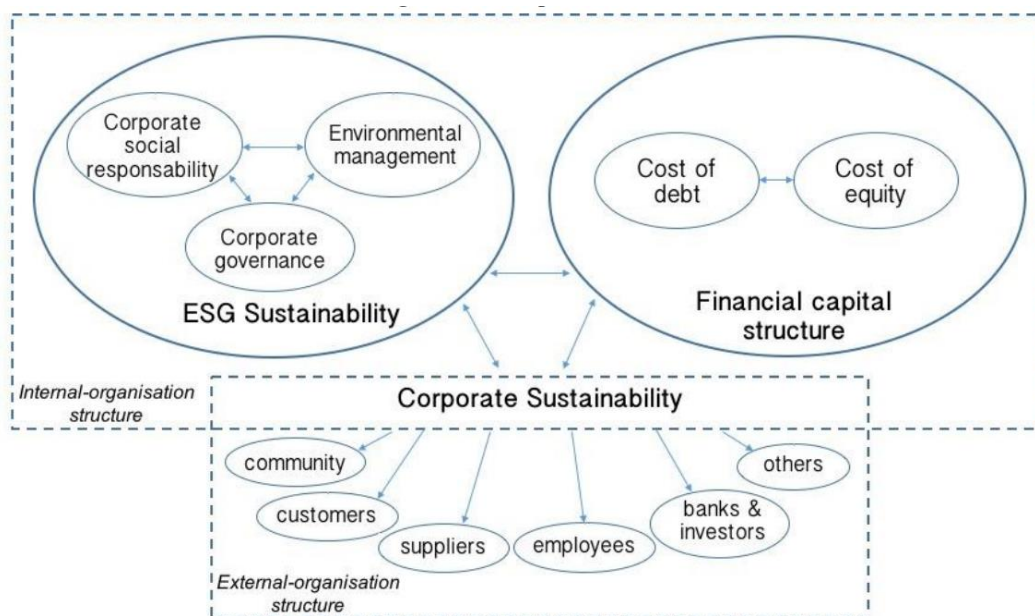 Corporate
social
responsability
Environmental
management
Corporate
governance
ESG Sustainability
Cost of
debt
Cost of
equity
Financial capital
structure
Internal-organisation
structure
Corporate Sustainability
community
customers
suppliers
employees
banks &
investors
others
External-organisation
structure